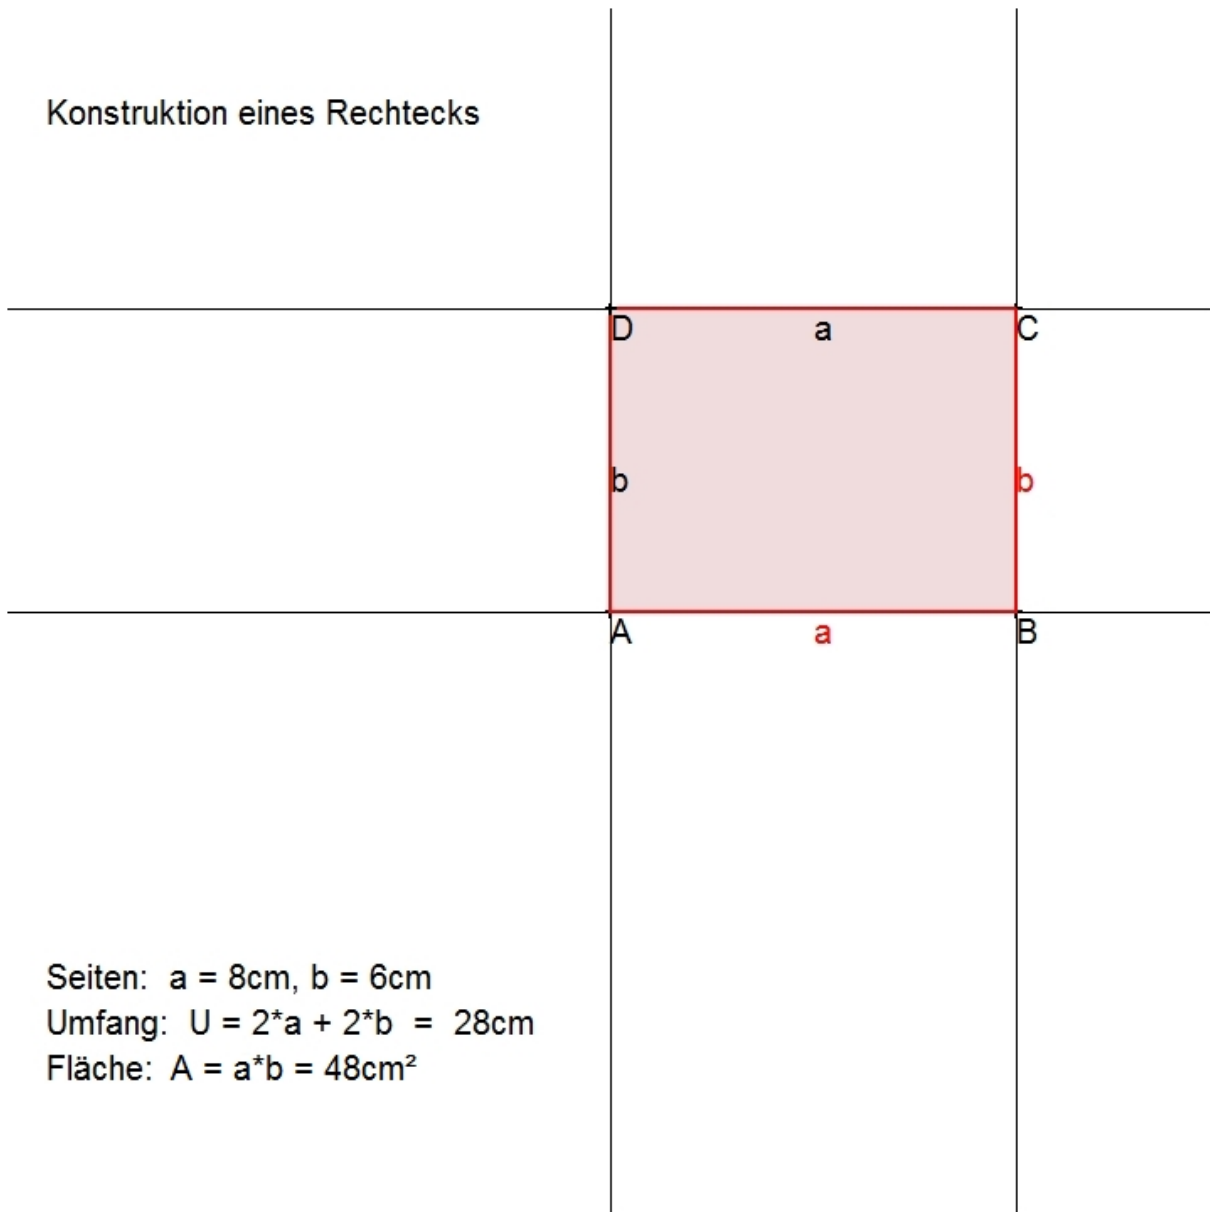 Konstruktion eines Rechtecks
D a C
b b
A a B
Seiten: a = 8cm, b = 6cm
Umfang: U = 2*a + 2*b = 28cm
Fläche: A = a*b = 48cm²